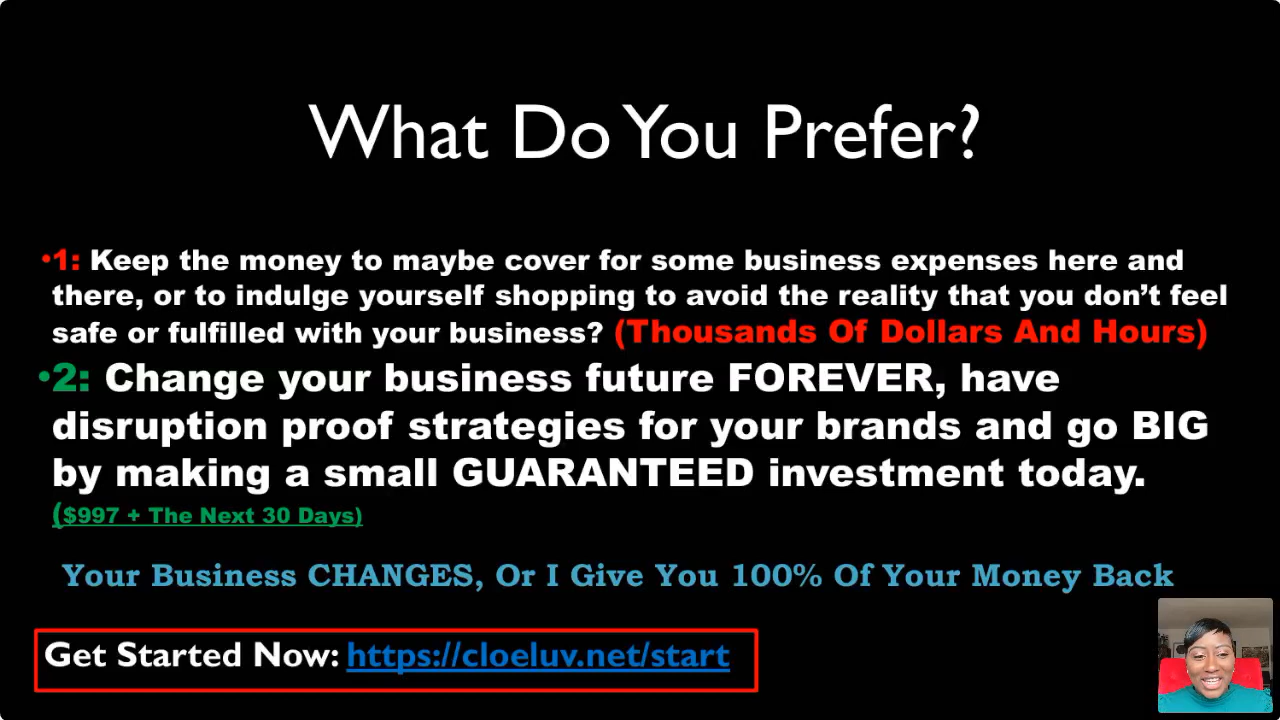 What Do You Prefer?
•1: Keep the money to maybe cover for some business expenses here and
there, or to indulge yourself shopping to avoid the reality that you don’t feel
safe or fulfilled with your business? (Thousands Of Dollars And Hours)
•2: Change your business future FOREVER, have
disruption proof strategies for your brands and go BIG
by making a small GUARANTEED investment today.
($997 + The Next 30 Days)
Your Business CHANGES, Or I Give You 100% Of Your Money Back
Get Started Now: https://cloeluv.net/start